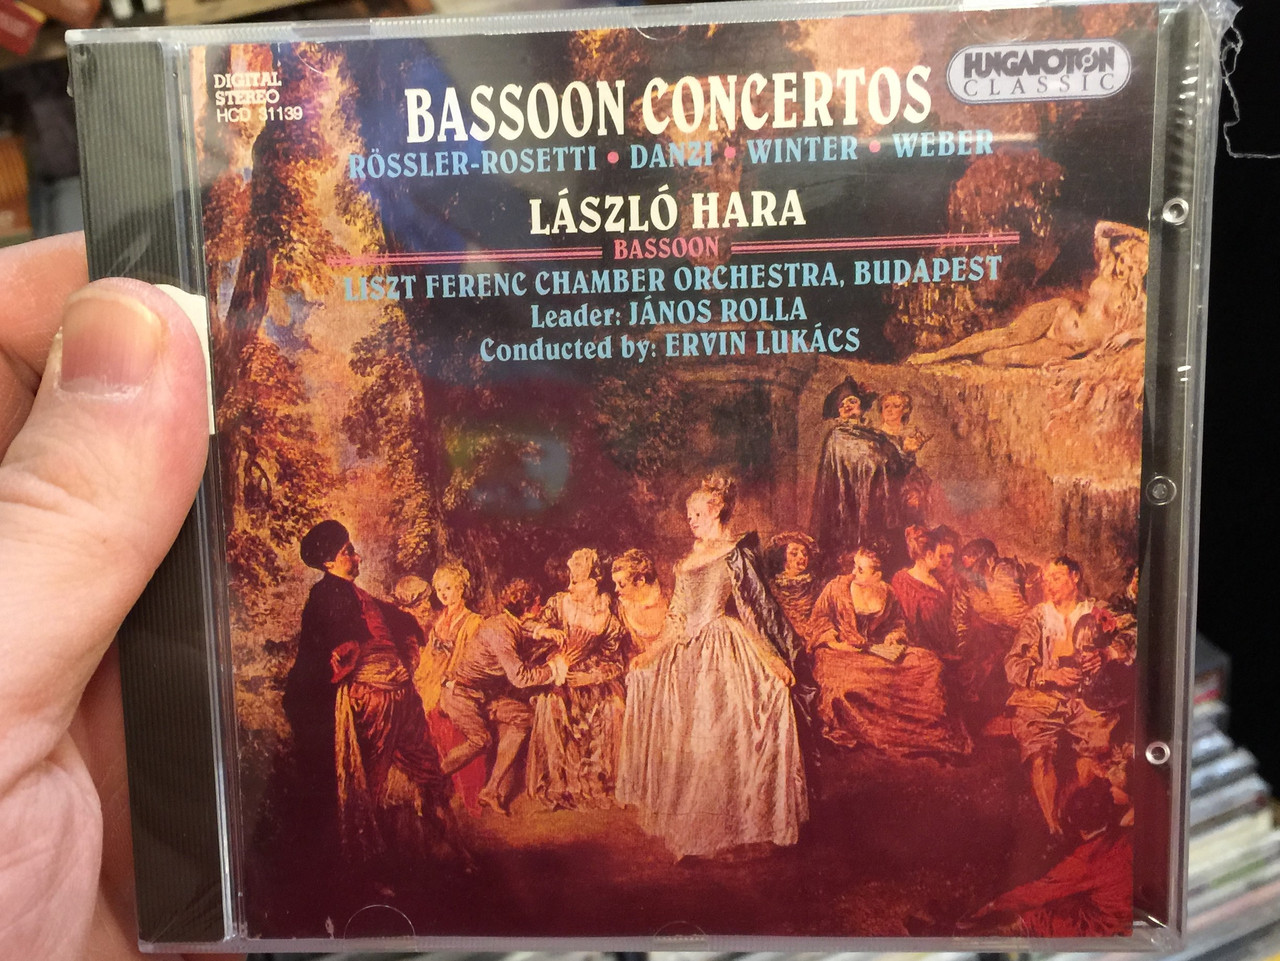 DIGITAL
STEREO
HCD 31139
HUNGAROTON
CLASSIC
BASSOON CONCERTOS
RÖSSLER-ROSETTI • DANZI • WINTER • WEBER
LÁSZLÓ HARA
BASSOON
LISZT FERENC CHAMBER ORCHESTRA, BUDAPEST
Leader: JÁNOS ROLLA
Conducted by: ERVIN LUKÁCS